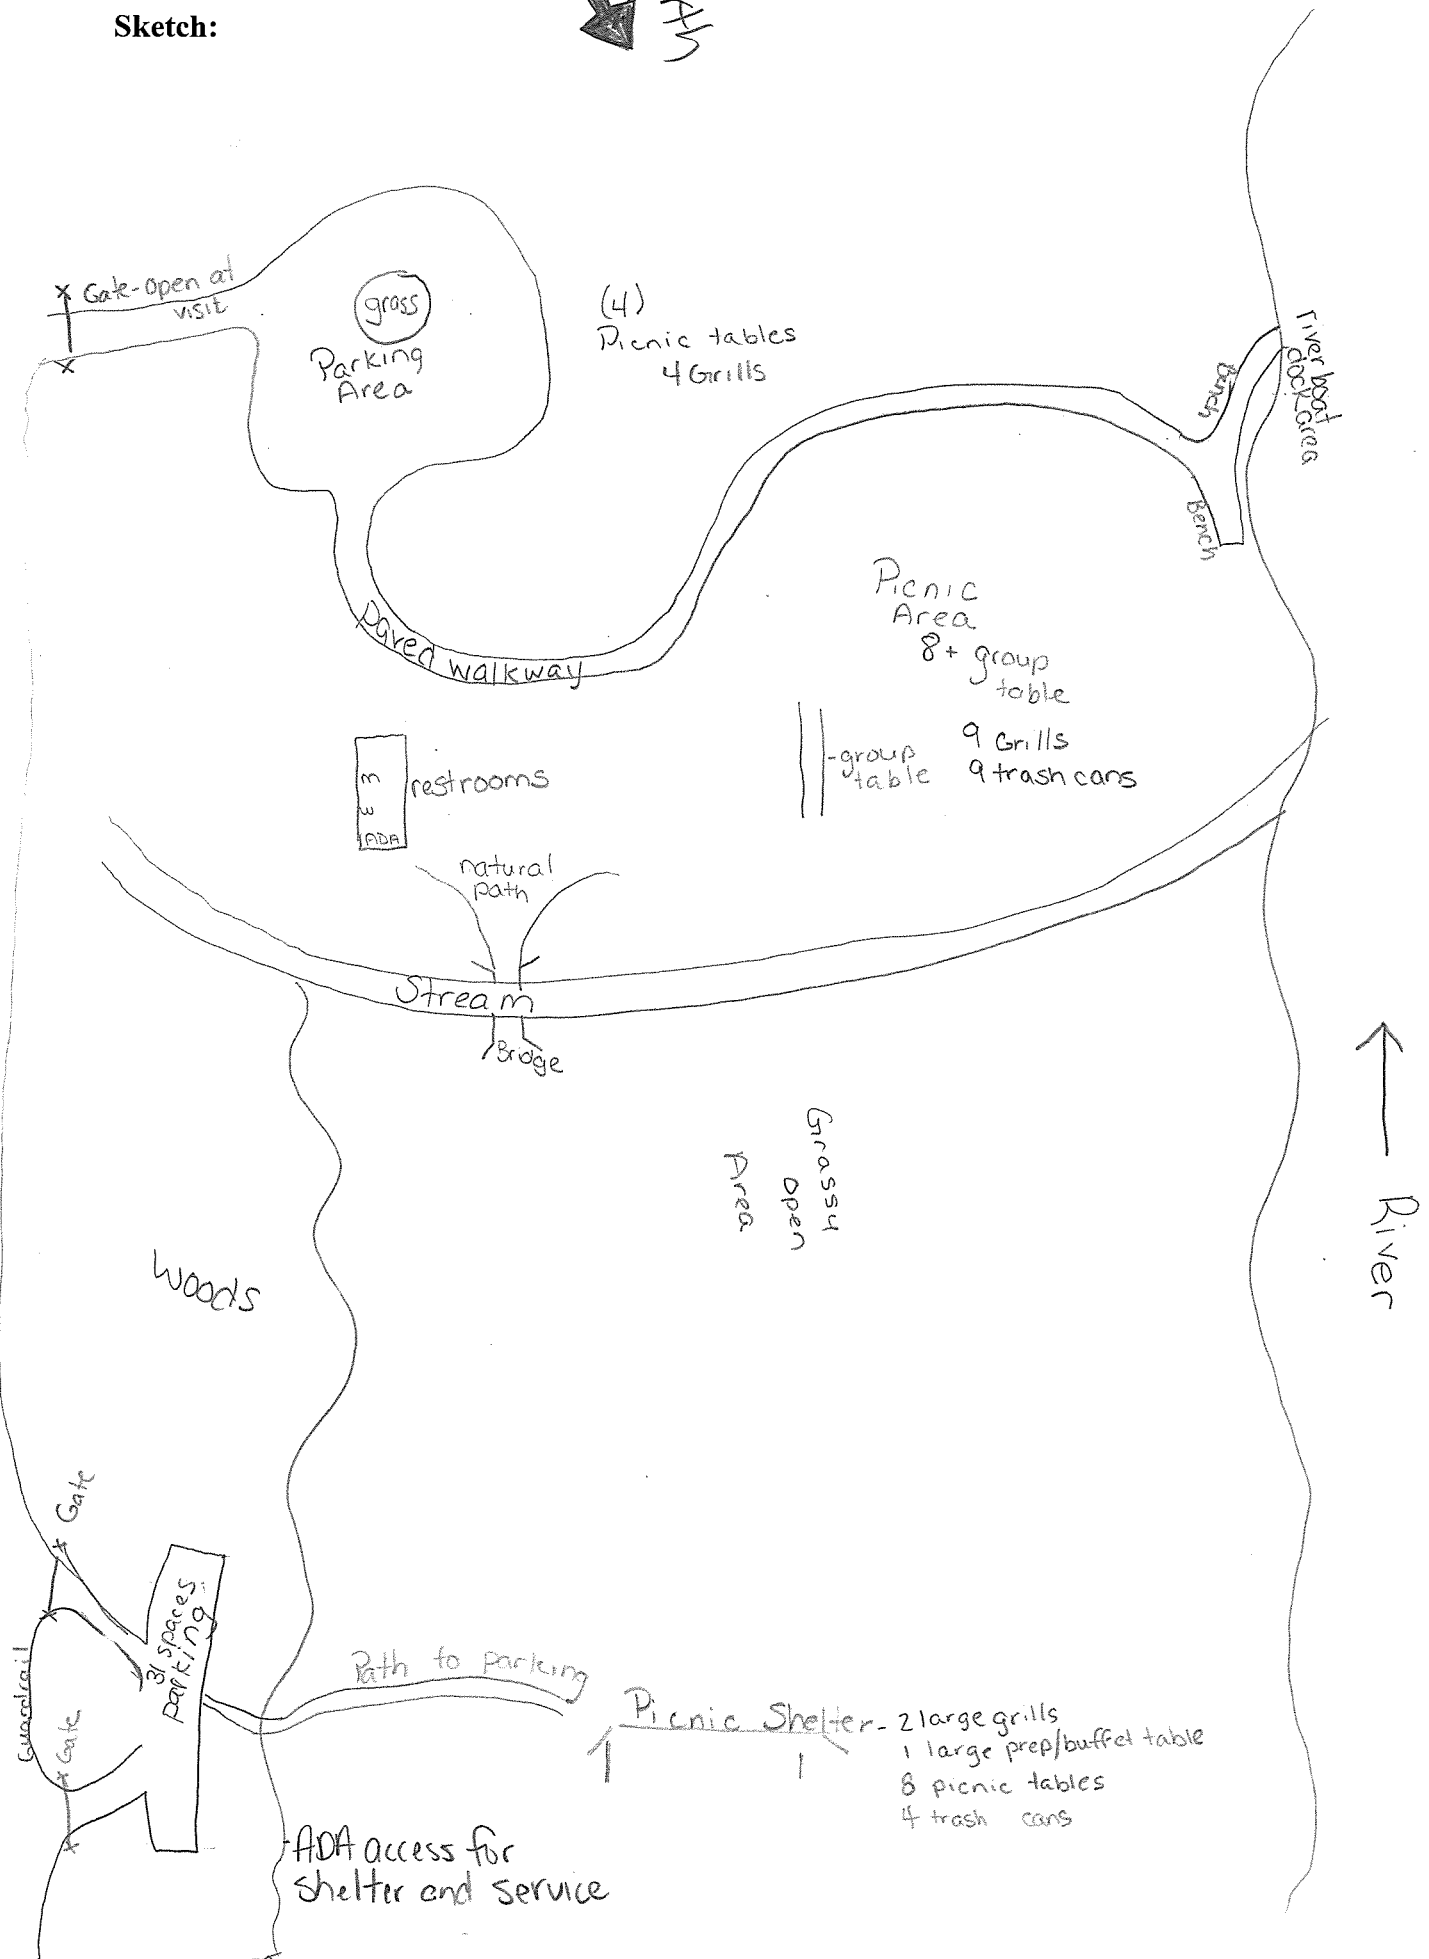 Sketch:
th
Gate-open at
visit
grass
Parking
Area
(4)
Picnic tables
4 Grills
river boat
dock area
Bench
Bench
Picnic
Area
8+ group
table
paved walkway
group
table
9 Grills
9 trash cans
m
w
ADA
restrooms
natural
path
Stream
Bridge
Grassy
open
Area
River
Woods
Gate
31 spaces
parking
Guardrail
Gate
Path to parking
Picnic Shelter - 2 large grills
1 large prep/buffet table
8 picnic tables
4 trash cans
-ADA access for
shelter and service